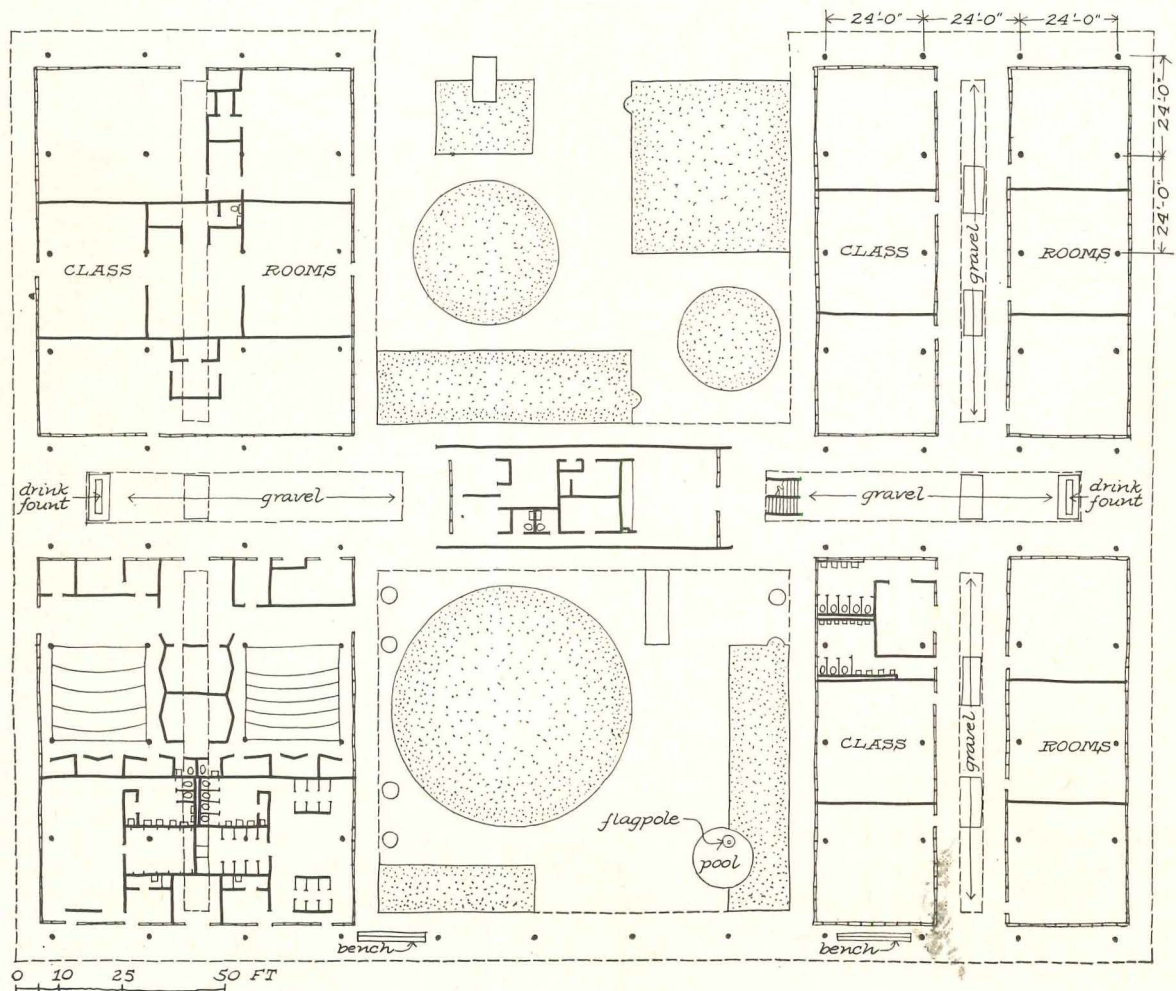 24'-0" 24'-0" 24'-0"
24'-0"
24'-0"
CLASS ROOMS
CLASS ROOMS
gravel
drink
fount
gravel
gravel
drink
fount
CLASS ROOMS
gravel
flagpole
pool
bench
bench
0 10 25 50 FT